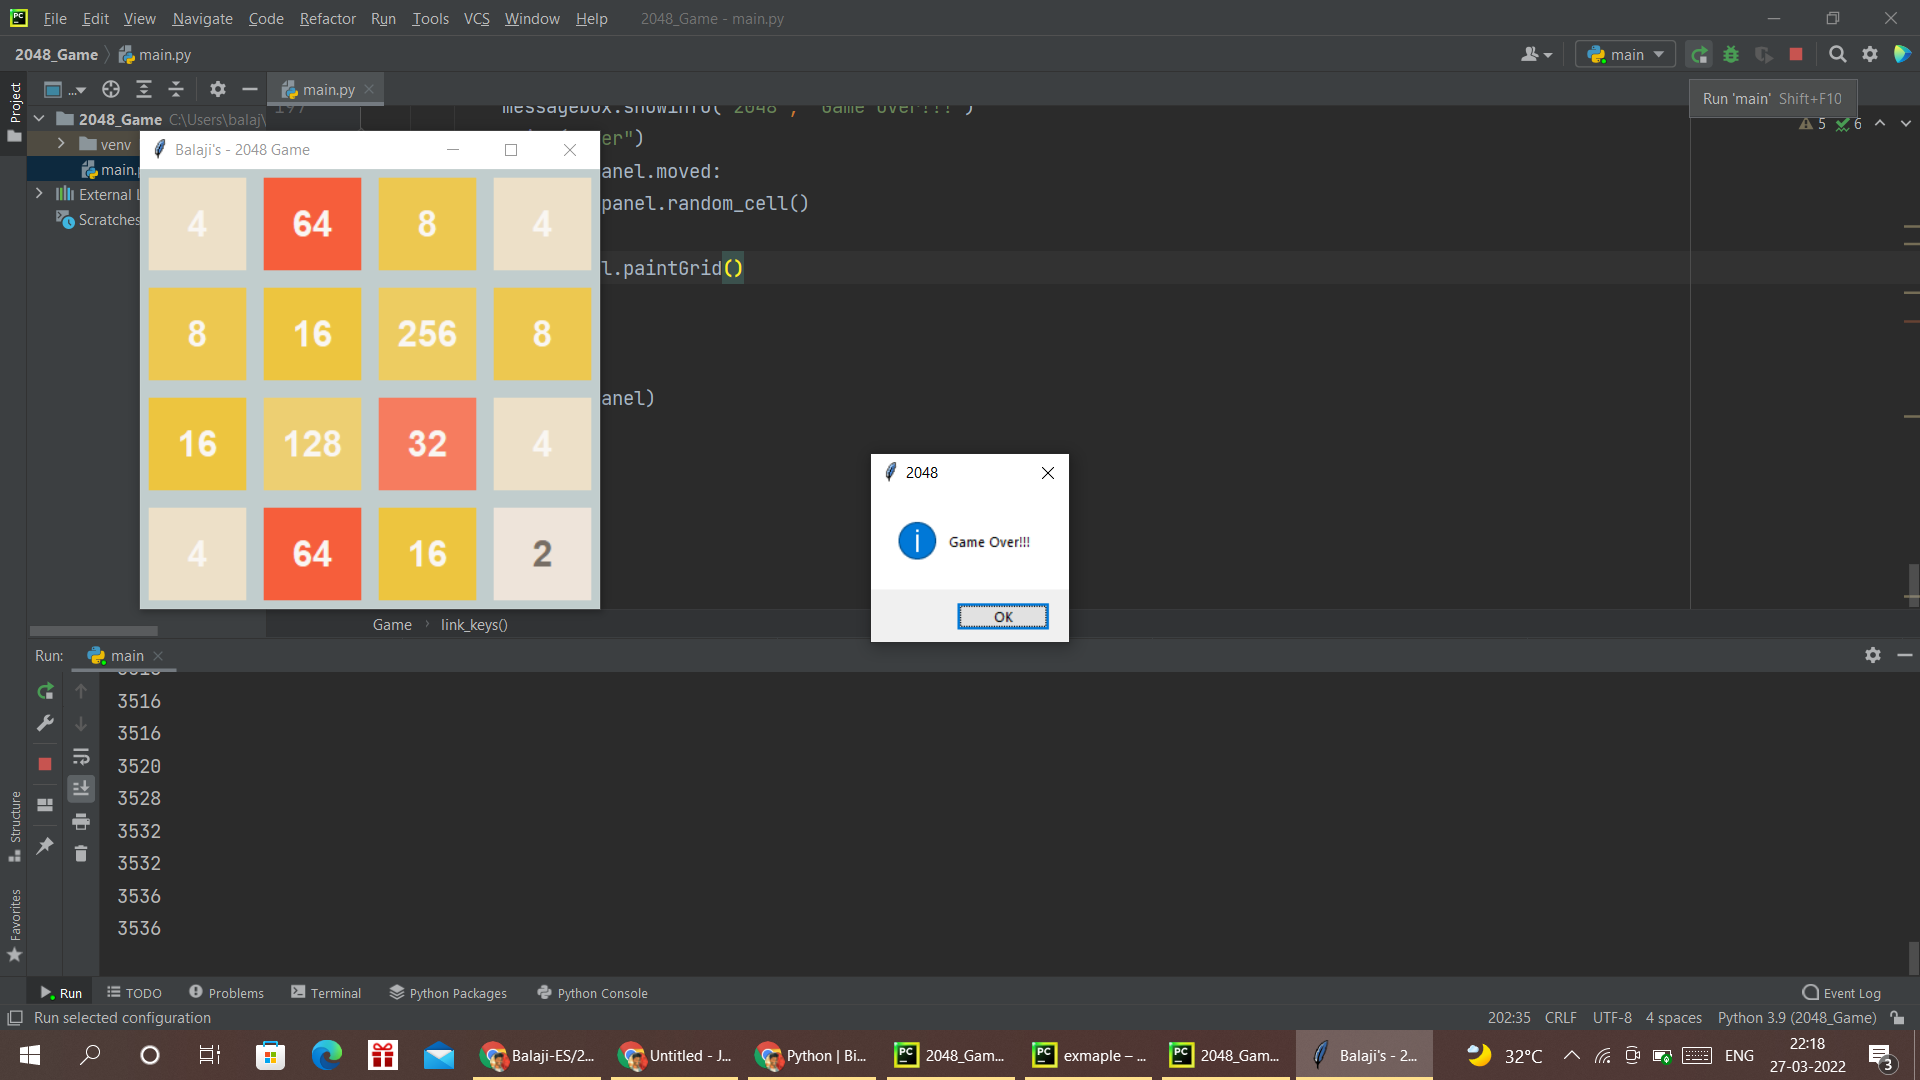 File Edit View Navigate Code Refactor Run Tools VCS Window Help 2048_Game - main.py
2048_Game main.py main
Project ... main.py Run 'main' Shift+F10
2048_Game C:\Users\balaj\
venv
main.
External
Scratches
messagebox.showinfo( 2048 , Game over!!! )
er")
5 6
anel.moved:
panel.random_cell()
l.paintGrid()
anel)
Balaji's - 2048 Game
4 64 8 4
8 16 256 8
16 128 32 4
4 64 16 2
2048
Game Over!!!
OK
Game link_keys()
Run: main
3516
3516
3520
3528
3532
3532
3536
3536
Structure
Favorites
Run TODO Problems Terminal Python Packages Python Console Event Log
Run selected configuration 202:35 CRLF UTF-8 4 spaces Python 3.9 (2048_Game)
Balaji-ES/2... Untitled - J... Python | Bi... 2048_Gam... exmaple – ... 2048_Gam... Balaji's - 2... 32°C ENG 22:18
27-03-2022 3